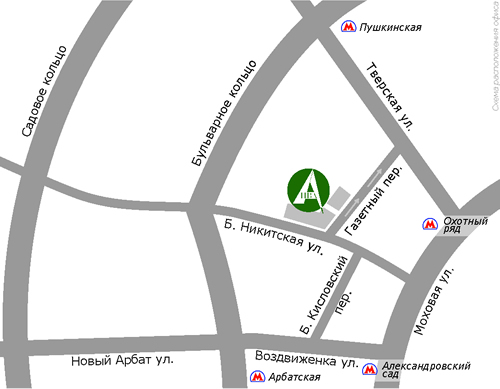 Пушкинская
Схема расположения офиса
Садовое кольцо
Бульварное кольцо
Тверская ул.
Газетный пер.
Б. Никитская ул.
Охотный
ряд
Б. Кисловский
пер.
Моховая ул.
Новый Арбат ул.
Воздвиженка ул.
Арбатская
Александровский
сад